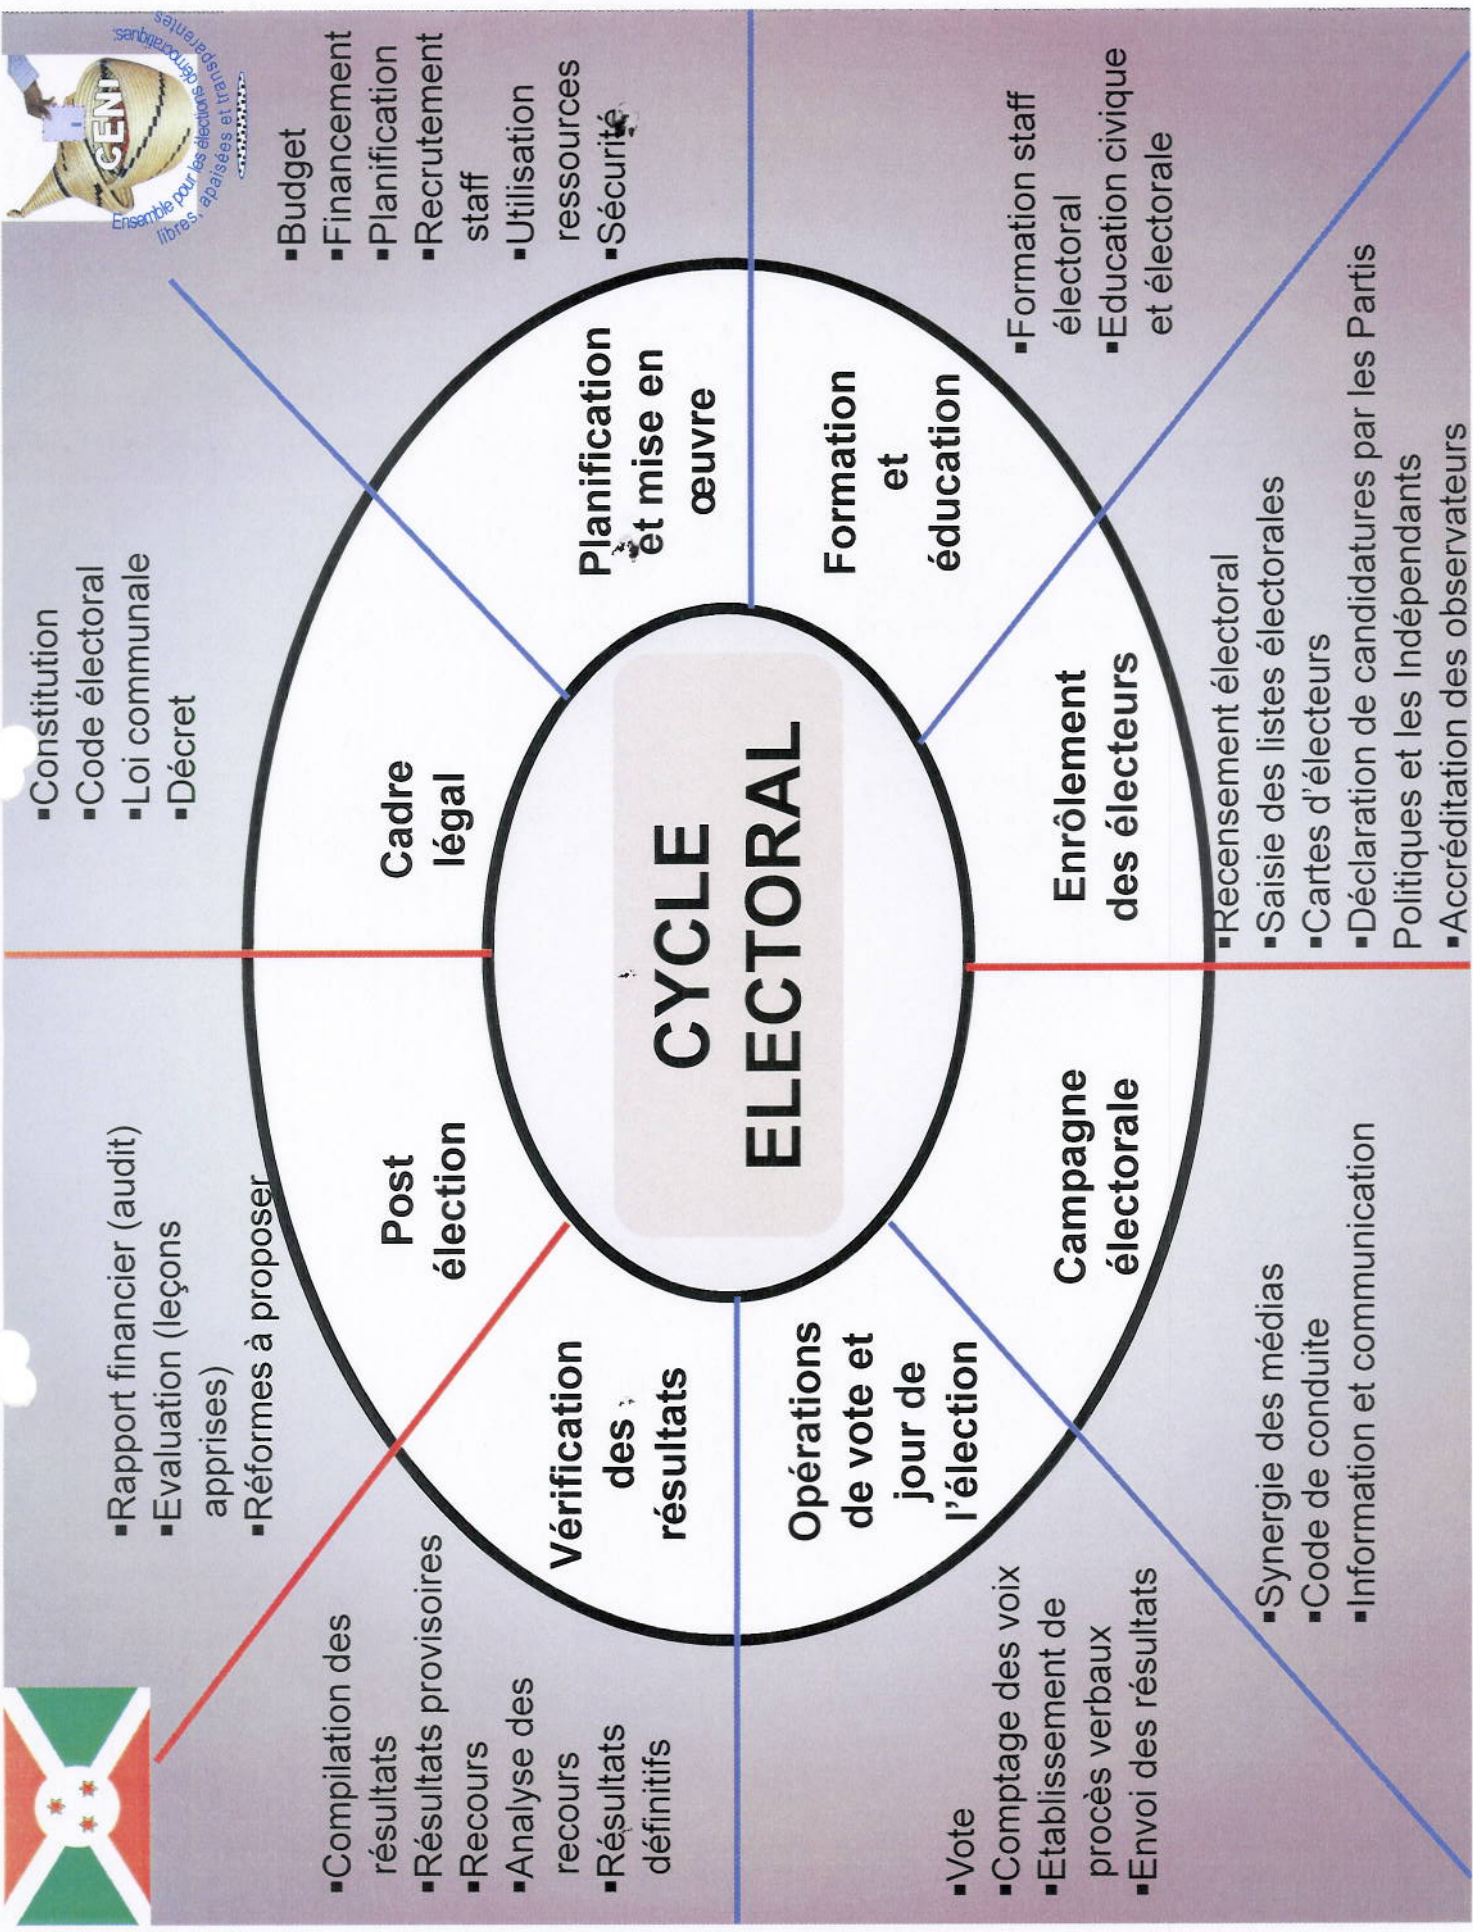 CENI
Ensemble pour les élections démocratiques,
libres, apaisées et transparentes
CYCLE
ELECTORAL
Cadre
légal
▪Constitution
▪Code électoral
▪Loi communale
▪Décret
Planification
et mise en
œuvre
▪Budget
▪Financement
▪Planification
▪Recrutement
staff
▪Utilisation
ressources
▪Sécurité
Formation
et
éducation
▪Formation staff
électoral
▪Education civique
et électorale
Enrôlement
des électeurs
▪Recensement électoral
▪Saisie des listes électorales
▪Cartes d'électeurs
▪Déclaration de candidatures par les Partis
Politiques et les Indépendants
▪Accréditation des observateurs
Campagne
électorale
▪Synergie des médias
▪Code de conduite
▪Information et communication
Opérations
de vote et
jour de
l'élection
▪Vote
▪Comptage des voix
▪Etablissement de
procès verbaux
▪Envoi des résultats
Vérification
des
résultats
▪Compilation des
résultats
▪Résultats provisoires
▪Recours
▪Analyse des
recours
▪Résultats
définitifs
Post
élection
▪Rapport financier (audit)
▪Evaluation (leçons
apprises)
▪Réformes à proposer